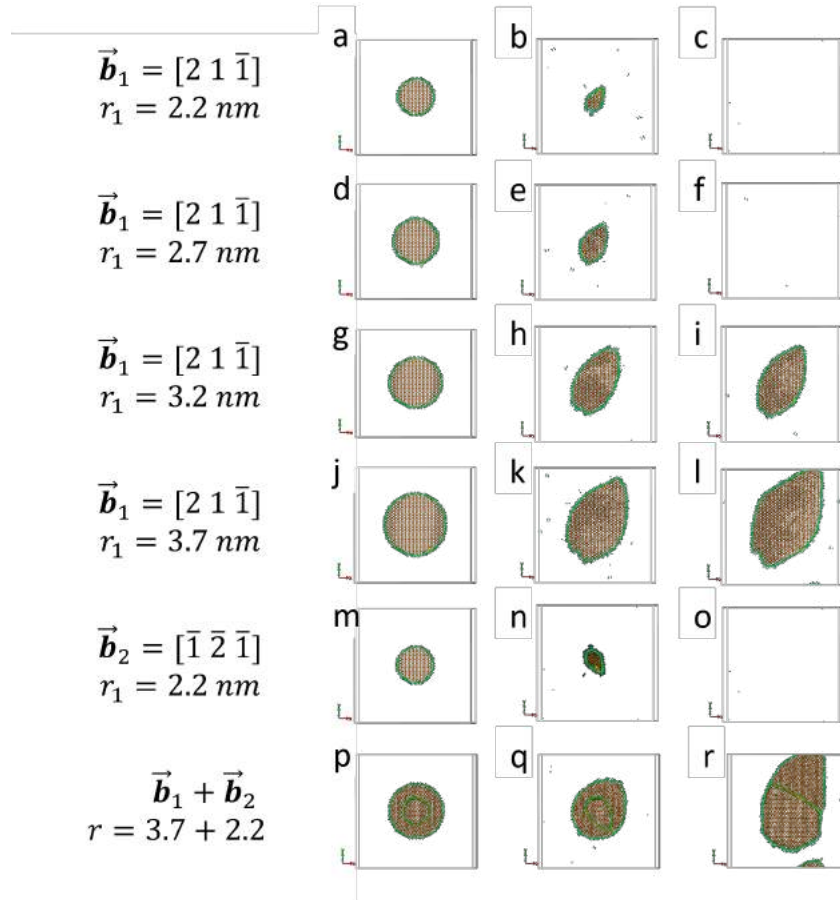 a b c
b⃗₁ = [2 1 1̄]
r₁ = 2.2 nm
d e f
b⃗₁ = [2 1 1̄]
r₁ = 2.7 nm
g h i
b⃗₁ = [2 1 1̄]
r₁ = 3.2 nm
j k l
b⃗₁ = [2 1 1̄]
r₁ = 3.7 nm
m n o
b⃗₂ = [1̄ 2̄ 1̄]
r₁ = 2.2 nm
p q r
b⃗₁ + b⃗₂
r = 3.7 + 2.2